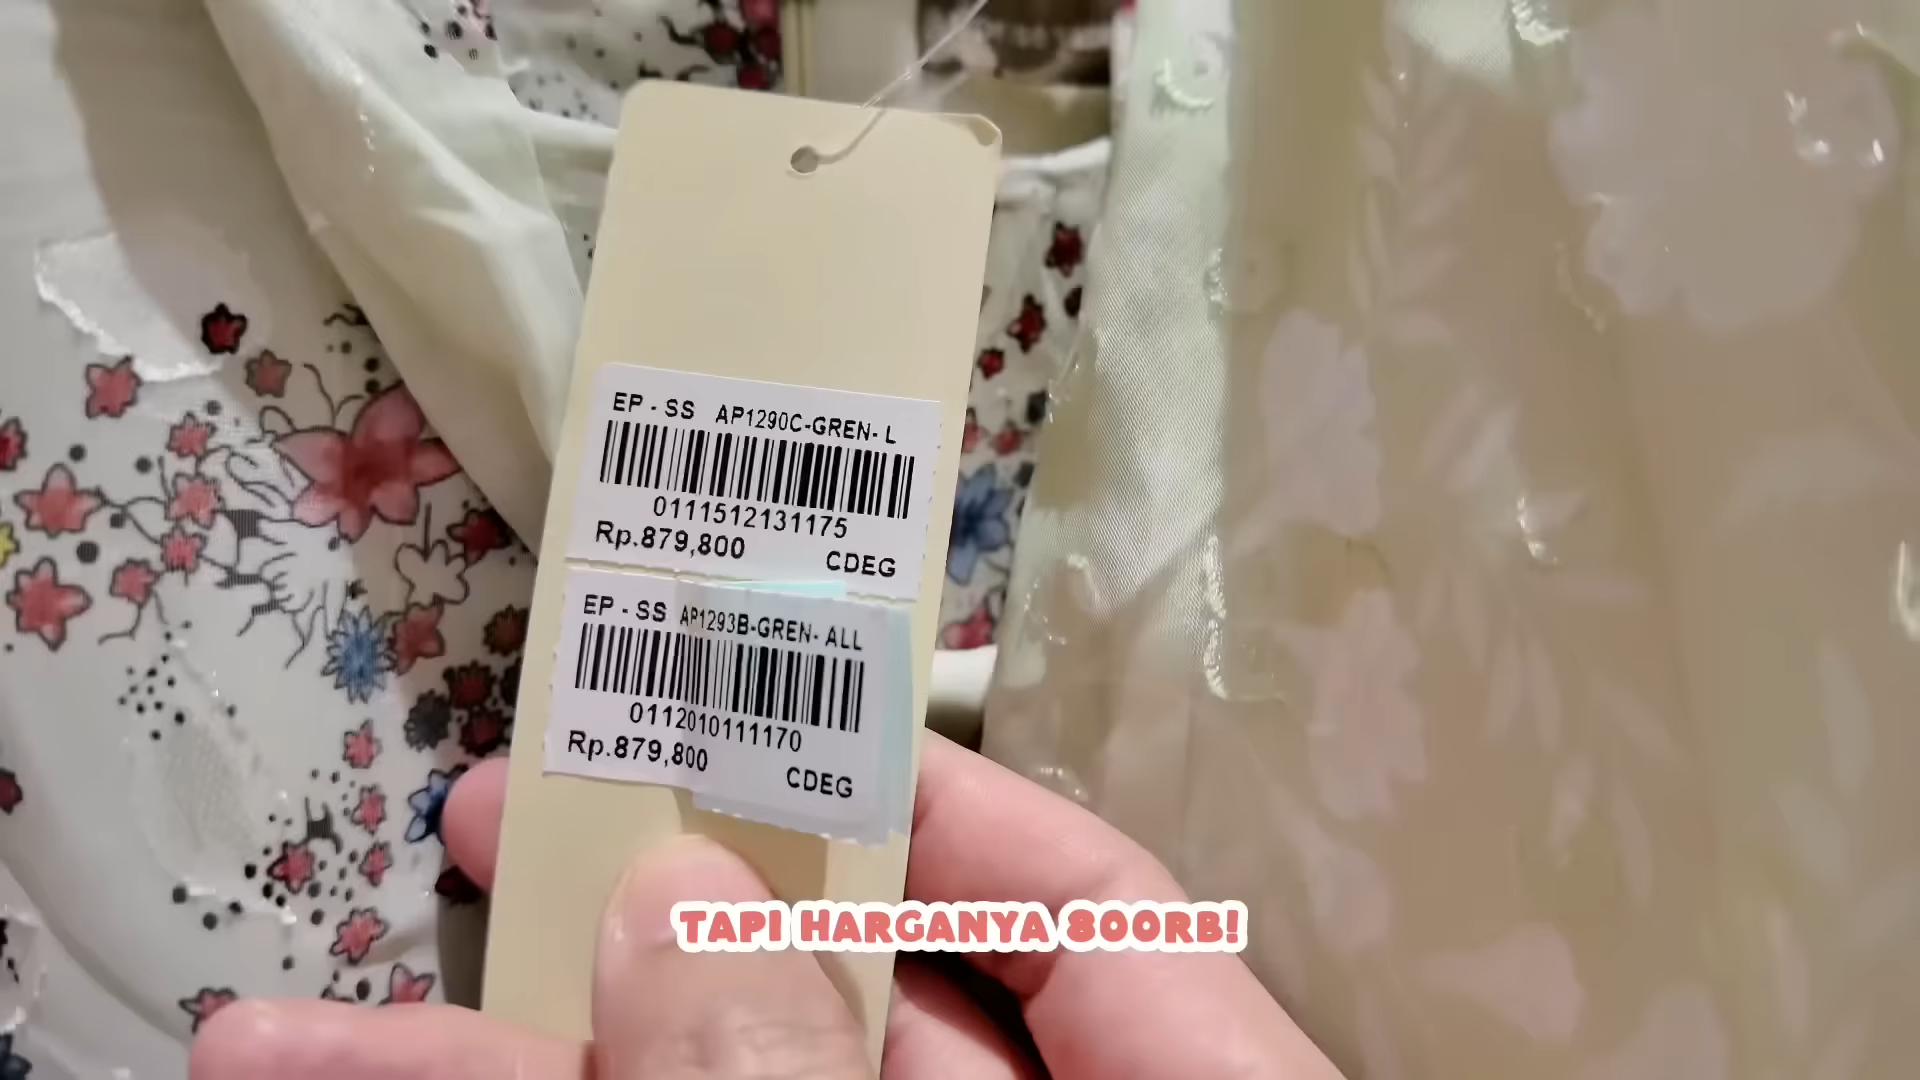 EP - SS AP1290C-GREN- L
0111512131175
Rp.879,800 CDEG
EP - SS AP1293B-GREN- ALL
0112010111170
Rp.879,800 CDEG
TAPI HARGANYA 800RB!